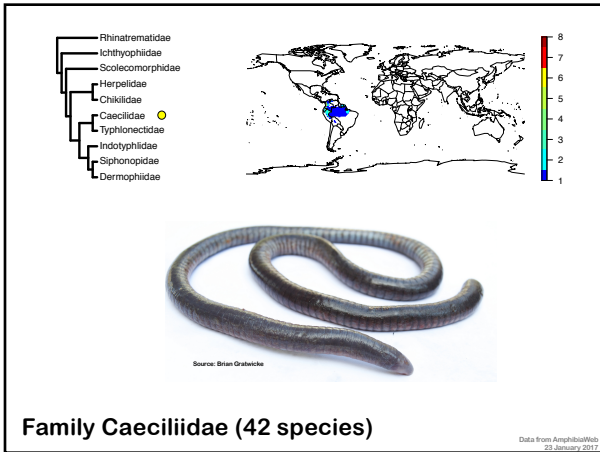 Rhinatrematidae
Ichthyophiidae
Scolecomorphidae
Herpelidae
Chikilidae
Caecilidae
Typhlonectidae
Indotyphlidae
Siphonopidae
Dermophiidae
8
7
6
5
4
3
2
1
Source: Brian Gratwicke
Family Caeciliidae (42 species)
Data from AmphibiaWeb
23 January 2017